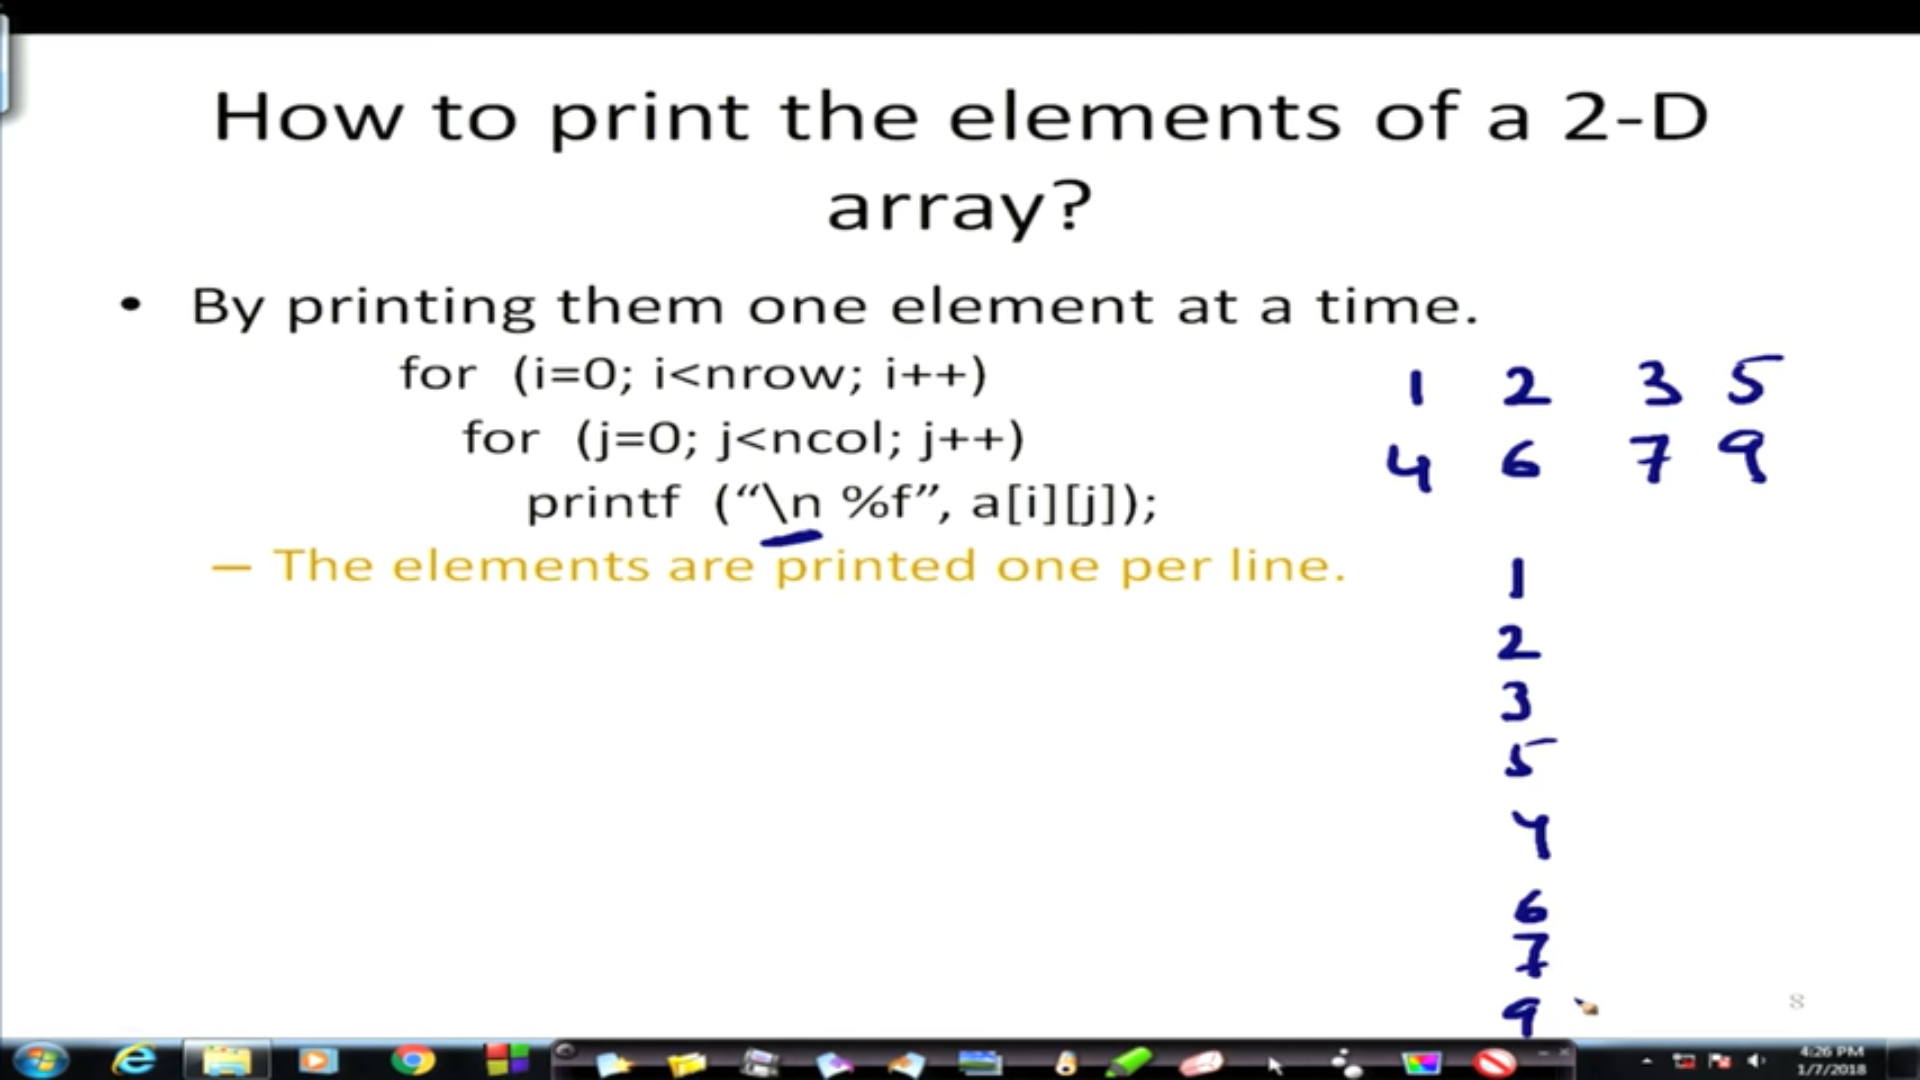 How to print the elements of a 2-D
array?
• By printing them one element at a time.
for (i=0; i<nrow; i++)
for (j=0; j<ncol; j++)
printf (“\n %f”, a[i][j]);
– The elements are printed one per line.
1 2 3 5
4 6 7 9
1
2
3
5
4
6
7
9
8
4:26 PM
1/7/2018